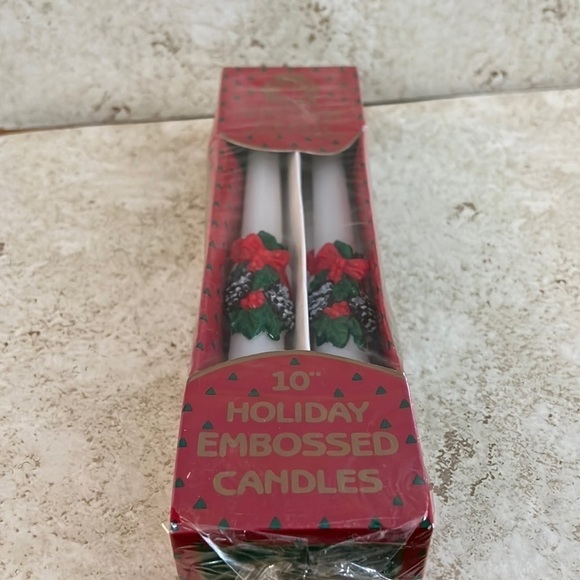 10"
HOLIDAY
EMBOSSED
CANDLES